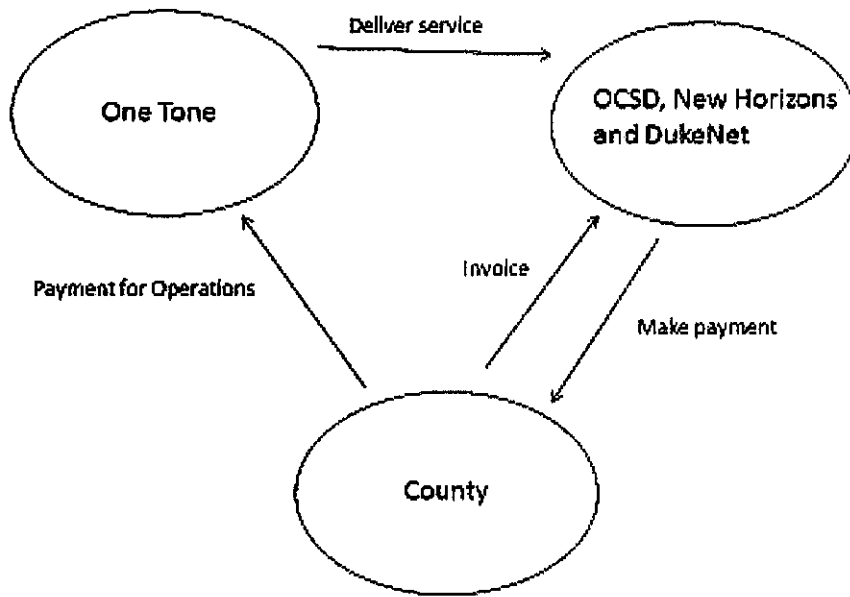 Deliver service
One Tone
OCSD, New Horizons
and DukeNet
Payment for Operations
Invoice
Make payment
County